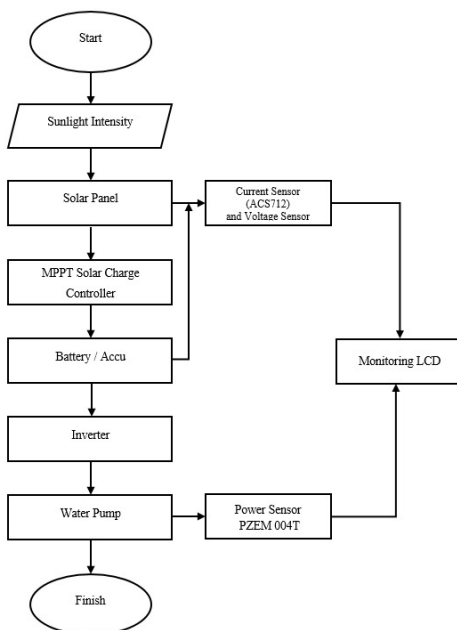 Start
Sunlight Intensity
Solar Panel
Current Sensor
(ACS712)
and Voltage Sensor
MPPT Solar Charge
Controller
Battery / Accu
Monitoring LCD
Inverter
Water Pump
Power Sensor
PZEM 004T
Finish